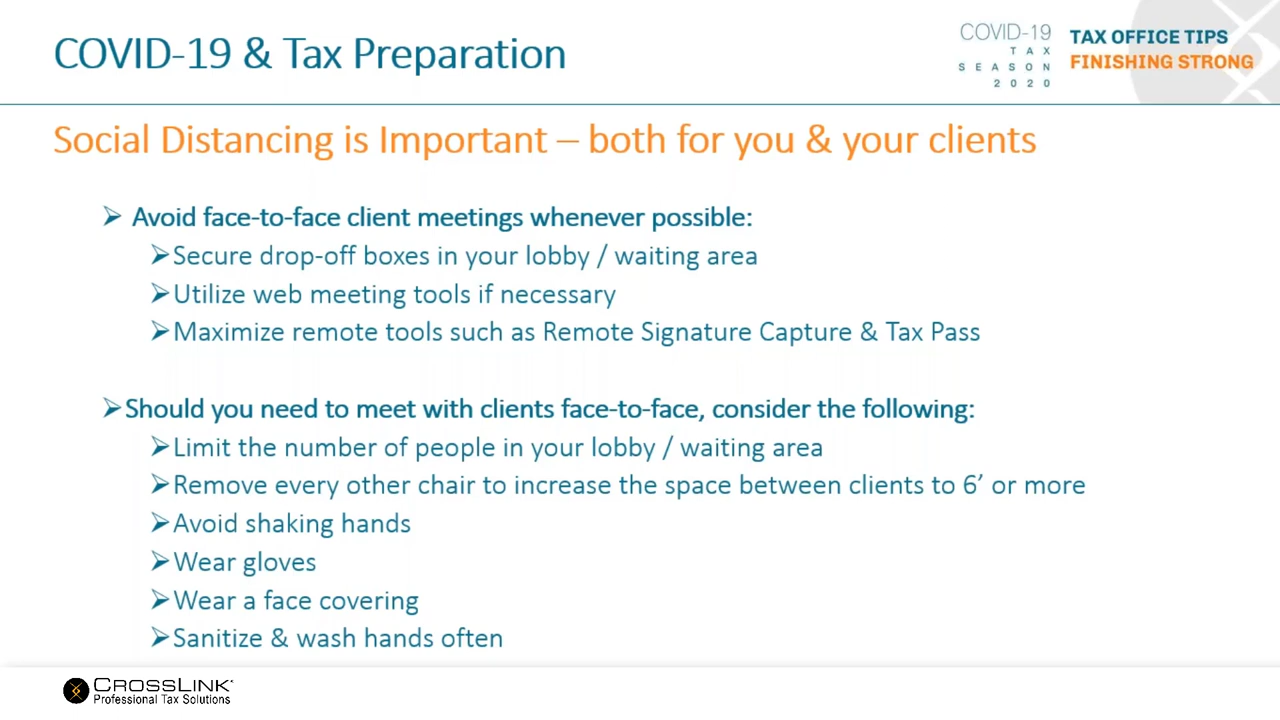 COVID-19 & Tax Preparation
COVID-19
TAX
SEASON
2020
TAX OFFICE TIPS
FINISHING STRONG
Social Distancing is Important – both for you & your clients
➢ Avoid face-to-face client meetings whenever possible:
➢Secure drop-off boxes in your lobby / waiting area
➢Utilize web meeting tools if necessary
➢Maximize remote tools such as Remote Signature Capture & Tax Pass
➢Should you need to meet with clients face-to-face, consider the following:
➢Limit the number of people in your lobby / waiting area
➢Remove every other chair to increase the space between clients to 6’ or more
➢Avoid shaking hands
➢Wear gloves
➢Wear a face covering
➢Sanitize & wash hands often
CROSSLINK
Professional Tax Solutions